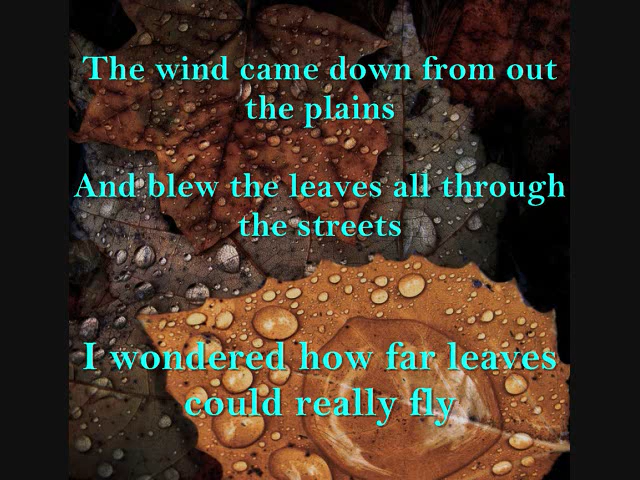 The wind came down from out
the plains
And blew the leaves all through
the streets
I wondered how far leaves
could really fly